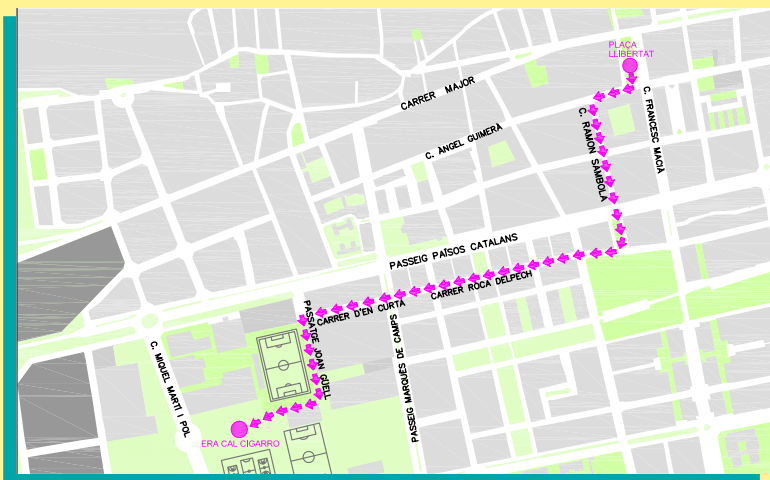 PLAÇA
LLIBERTAT
CARRER MAJOR
C. FRANCESC MACIÀ
C. ÀNGEL GUIMERÀ
C. RAMON SAMBOLA
PASSEIG PAÏSOS CATALANS
CARRER ROCA DELPECH
CARRER D'EN CURTA
PASSATGE JOAN GÜELL
PASSEIG MARQUES DE CAMPS
C. MIQUEL MARTÍ I POL
ERA CAL CIGARRO